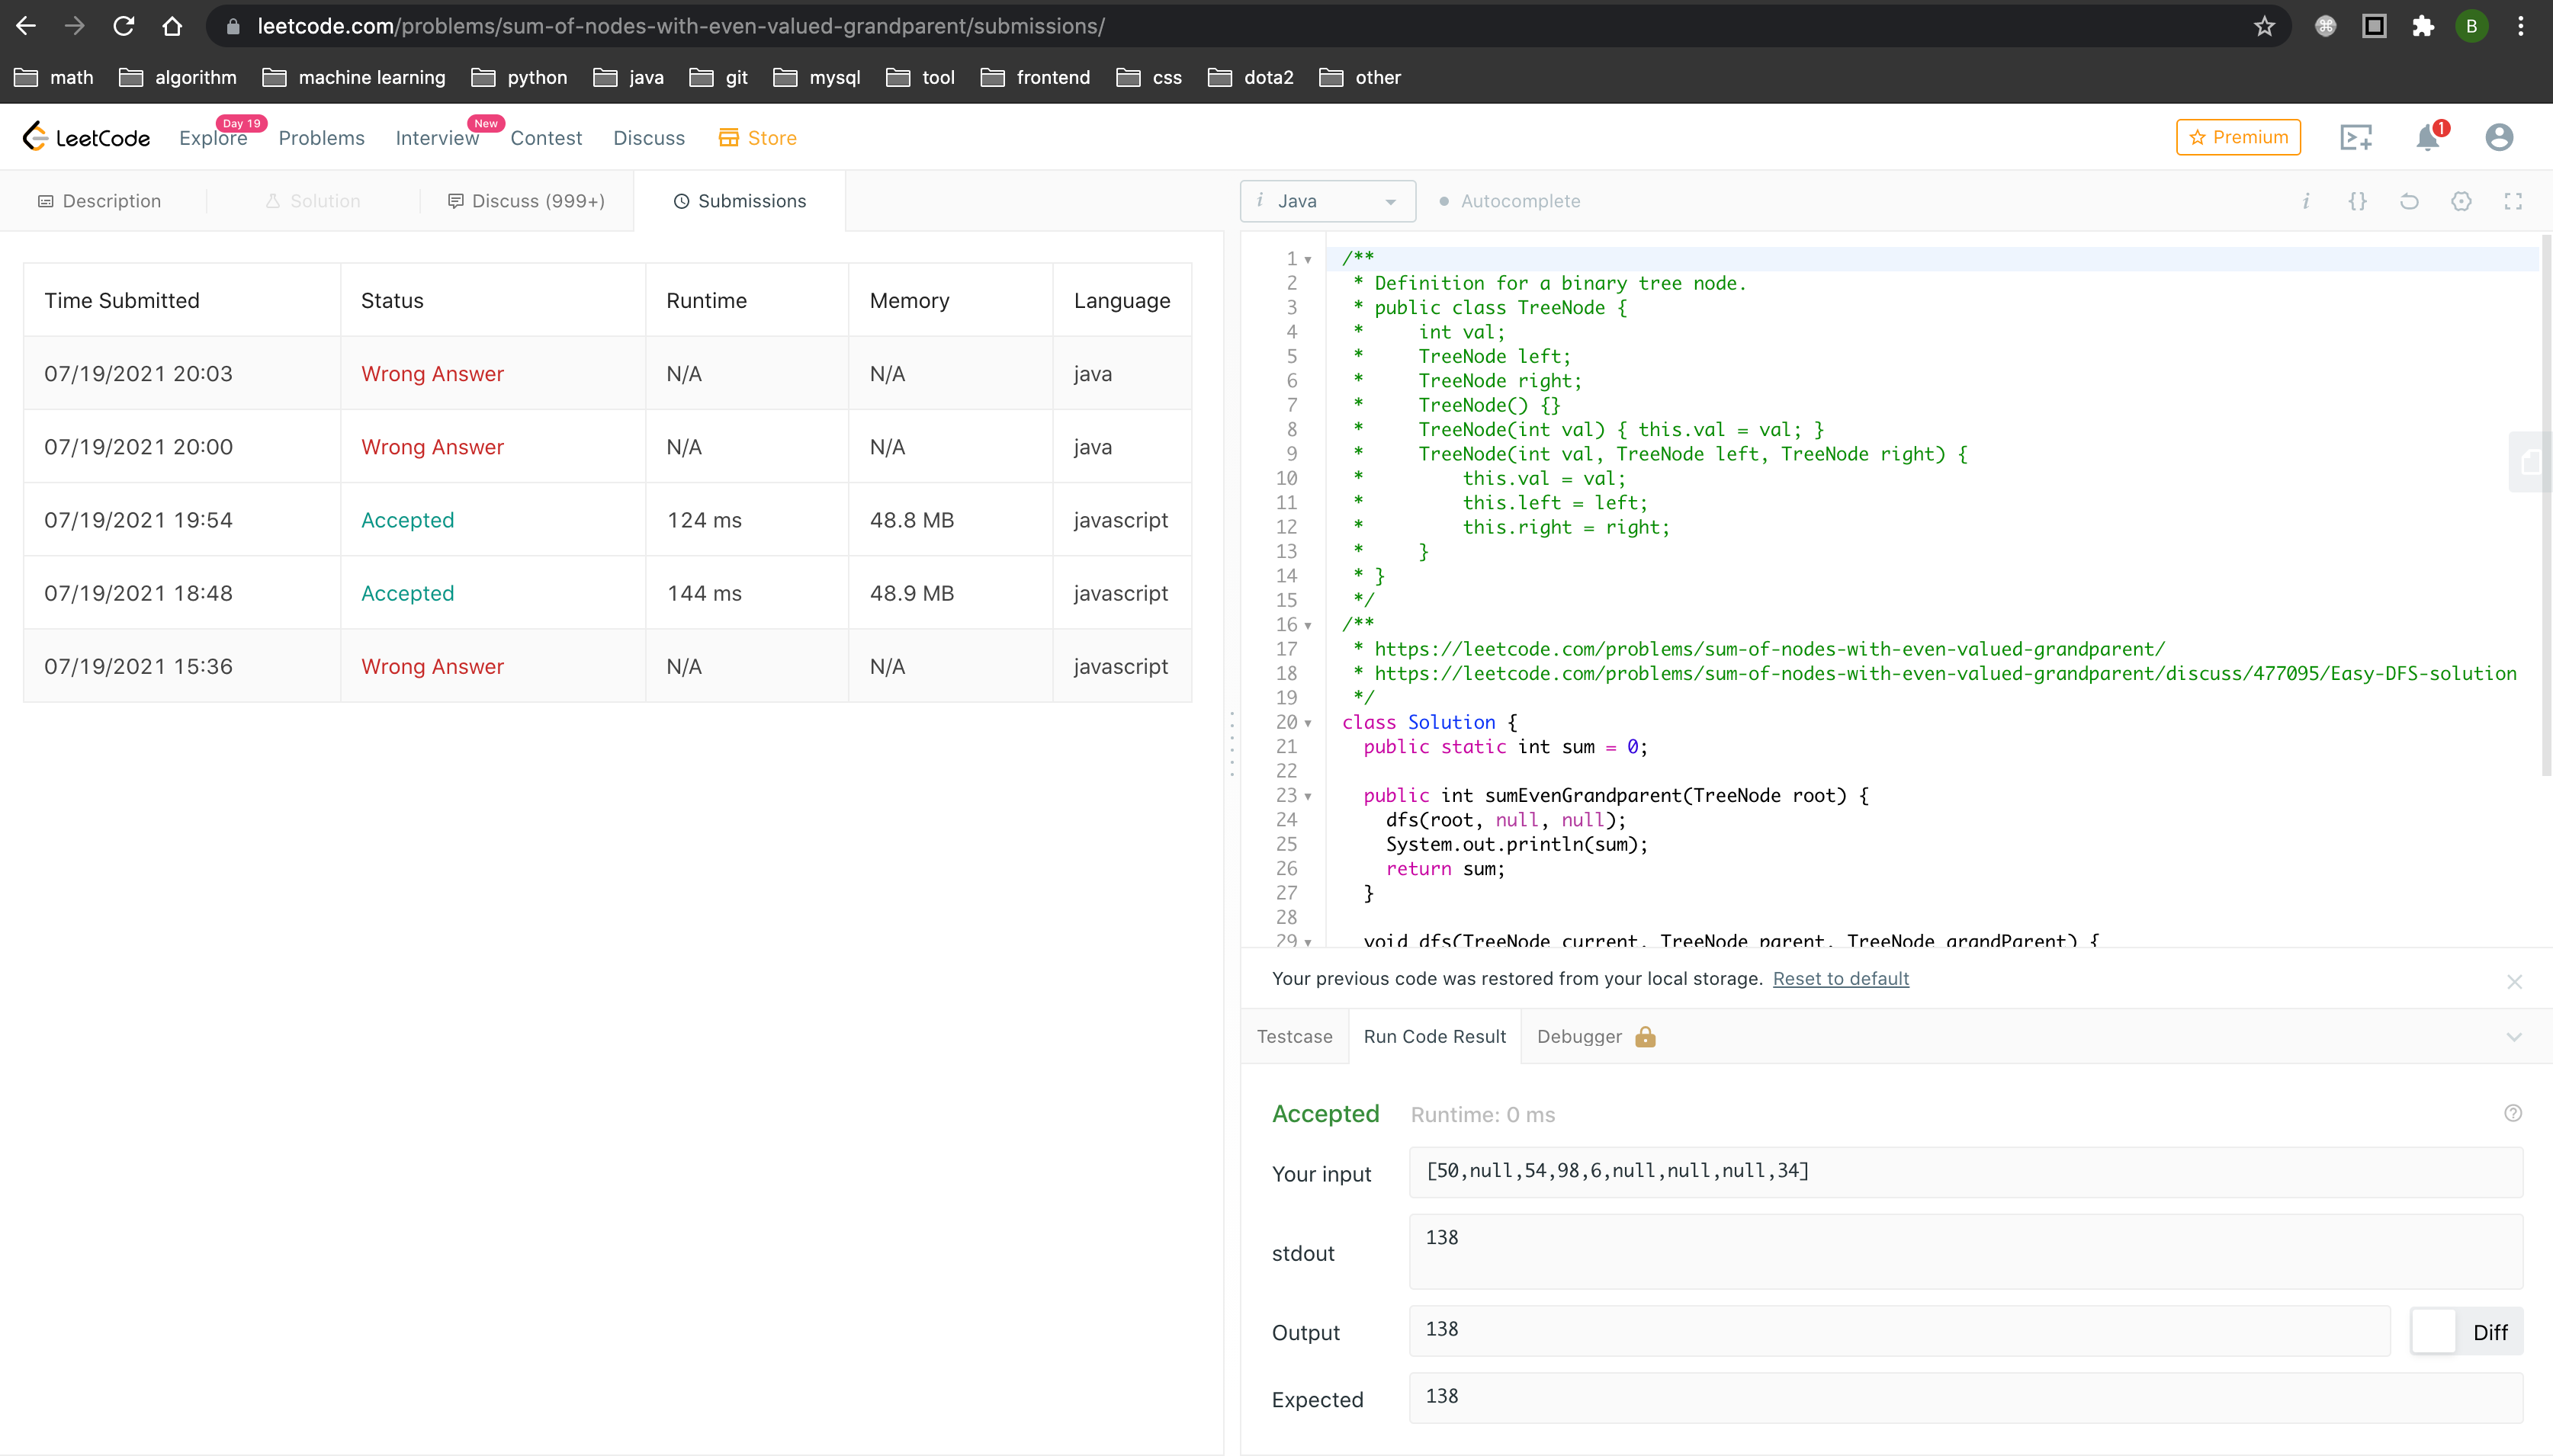 leetcode.com/problems/sum-of-nodes-with-even-valued-grandparent/submissions/
B
math algorithm machine learning python java git mysql tool frontend css dota2 other
LeetCode Explore Day 19 Problems Interview New Contest Discuss Store Premium 1
Description Solution Discuss (999+) Submissions
Time Submitted Status Runtime Memory Language
07/19/2021 20:03 Wrong Answer N/A N/A java
07/19/2021 20:00 Wrong Answer N/A N/A java
07/19/2021 19:54 Accepted 124 ms 48.8 MB javascript
07/19/2021 18:48 Accepted 144 ms 48.9 MB javascript
07/19/2021 15:36 Wrong Answer N/A N/A javascript
i Java Autocomplete i {}
1 /**
2  * Definition for a binary tree node.
3  * public class TreeNode {
4  *     int val;
5  *     TreeNode left;
6  *     TreeNode right;
7  *     TreeNode() {}
8  *     TreeNode(int val) { this.val = val; }
9  *     TreeNode(int val, TreeNode left, TreeNode right) {
10  *         this.val = val;
11  *         this.left = left;
12  *         this.right = right;
13  *     }
14  * }
15  */
16 /**
17  * https://leetcode.com/problems/sum-of-nodes-with-even-valued-grandparent/
18  * https://leetcode.com/problems/sum-of-nodes-with-even-valued-grandparent/discuss/477095/Easy-DFS-solution
19  */
20 class Solution {
21   public static int sum = 0;
22
23   public int sumEvenGrandparent(TreeNode root) {
24     dfs(root, null, null);
25     System.out.println(sum);
26     return sum;
27   }
28
29   void dfs(TreeNode current, TreeNode parent, TreeNode grandParent) {
Your previous code was restored from your local storage. Reset to default
Testcase Run Code Result Debugger
Accepted Runtime: 0 ms
Your input [50,null,54,98,6,null,null,null,34]
stdout 138
Output 138 Diff
Expected 138